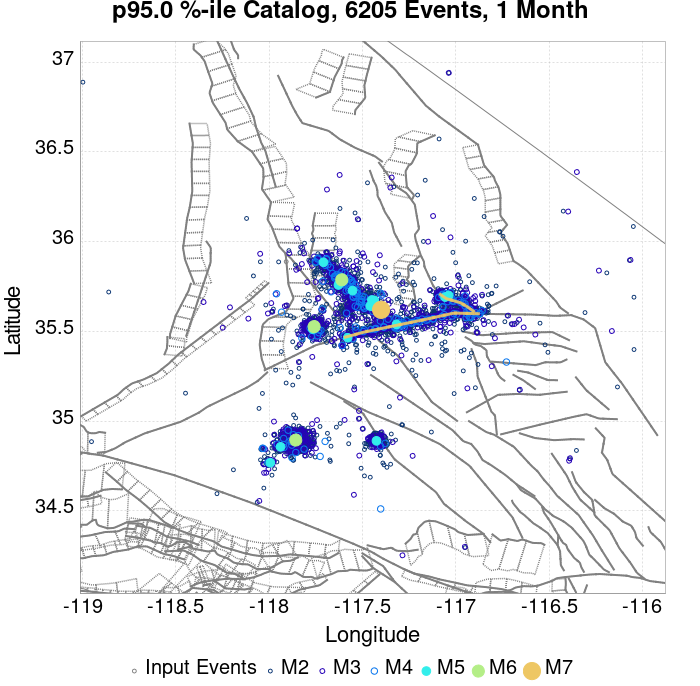 p95.0 %-ile Catalog, 6205 Events, 1 Month
37
36.5
36
35.5
35
34.5
Latitude
-119
-118.5
-118
-117.5
-117
-116.5
-116
Longitude
Input Events
M2
M3
M4
M5
M6
M7